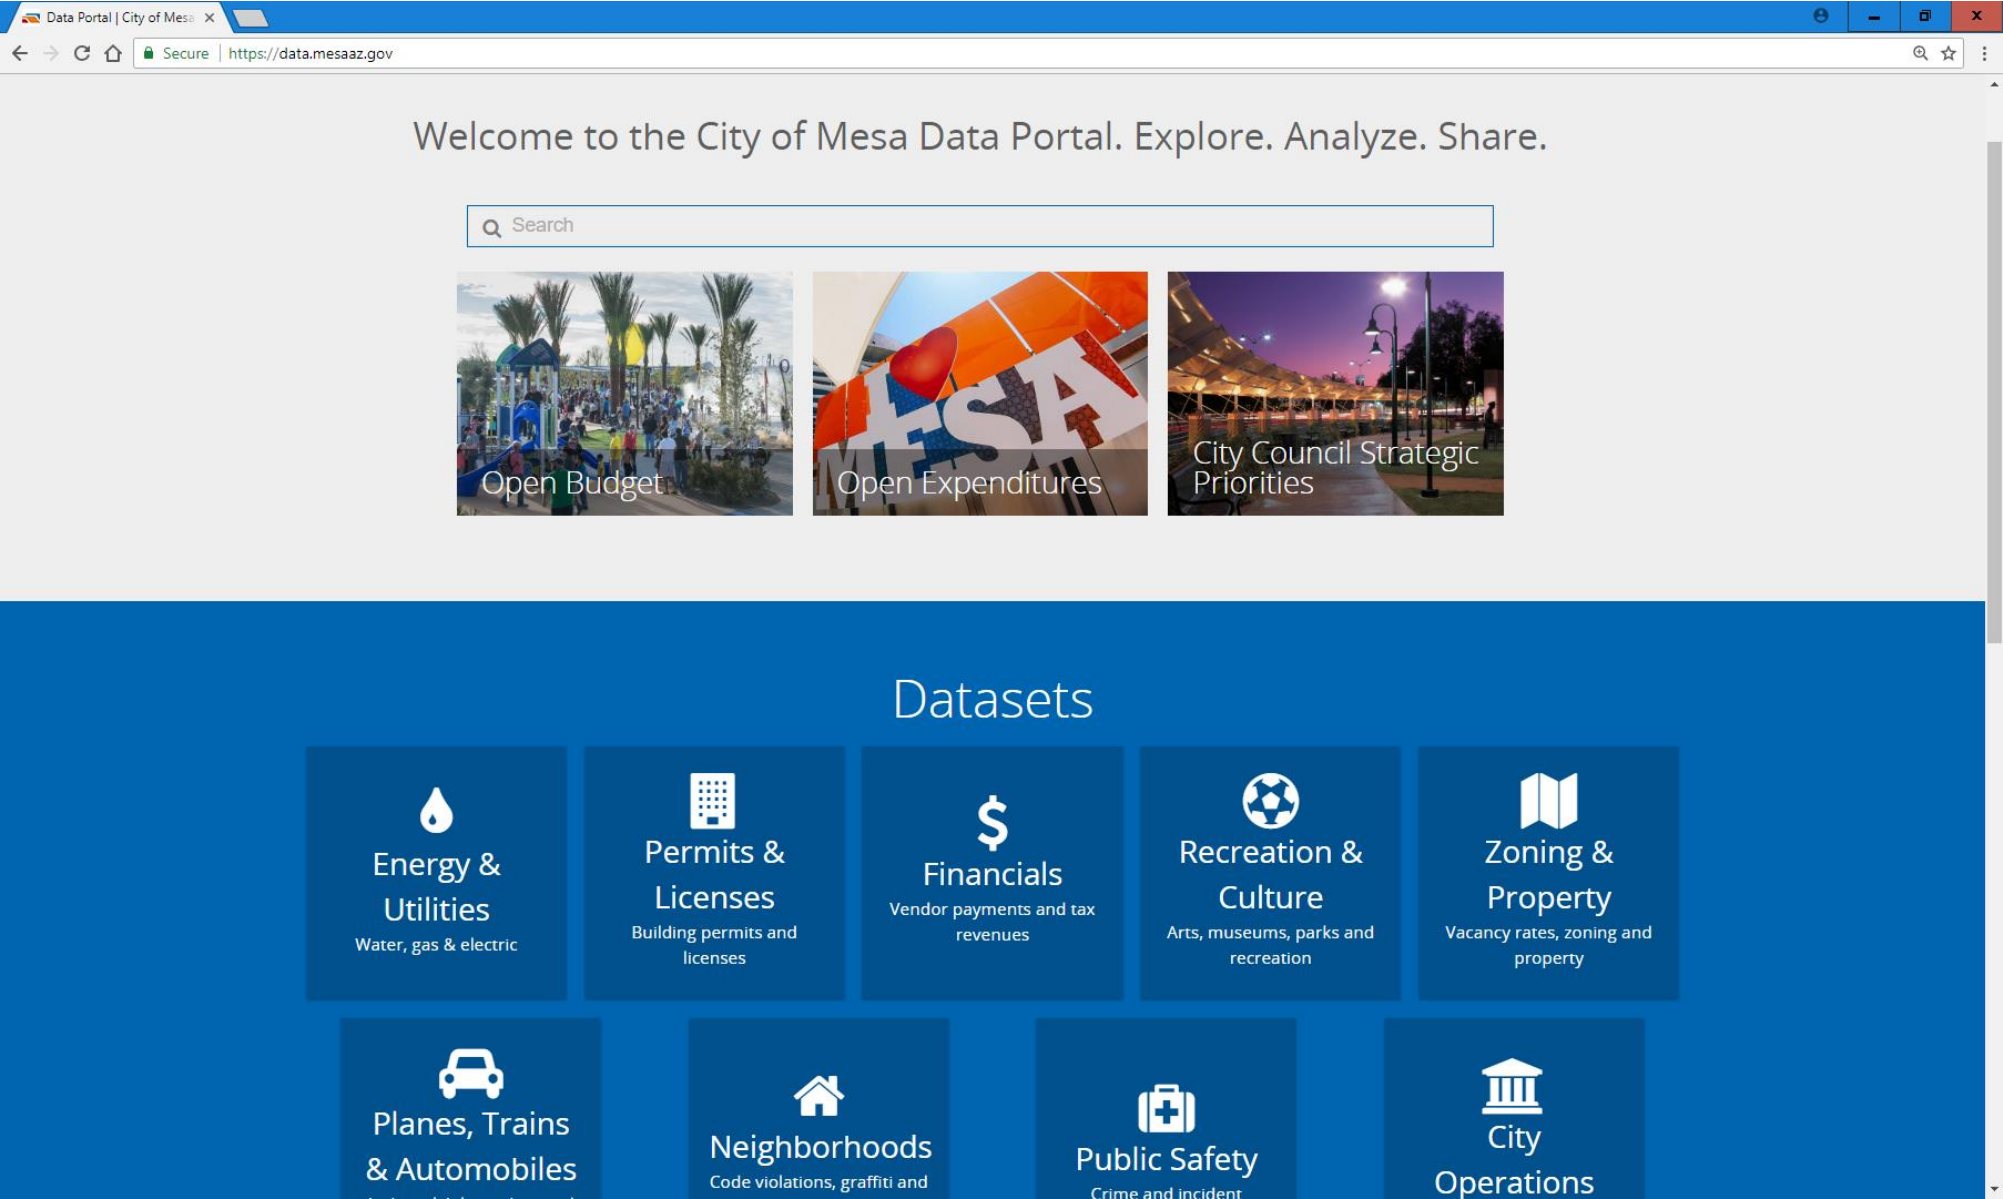 Data Portal | City of Mesa
Secure
https://data.mesaaz.gov
Welcome to the City of Mesa Data Portal. Explore. Analyze. Share.
Search
I
MESA
Open Budget
Open Expenditures
City Council Strategic
Priorities
Datasets
Energy &
Utilities
Water, gas & electric
Permits &
Licenses
Building permits and
licenses
Financials
Vendor payments and tax
revenues
Recreation &
Culture
Arts, museums, parks and
recreation
Zoning &
Property
Vacancy rates, zoning and
property
Planes, Trains
& Automobiles
Neighborhoods
Code violations, graffiti and
Public Safety
Crime and incident
City
Operations